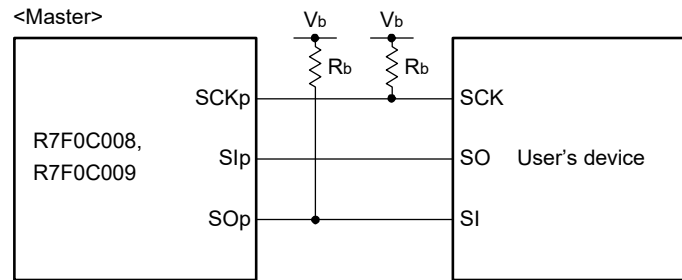 <Master>
Vb Vb
Rb Rb
SCKp SCK
R7F0C008,
R7F0C009
SIp SO User's device
SOp SI